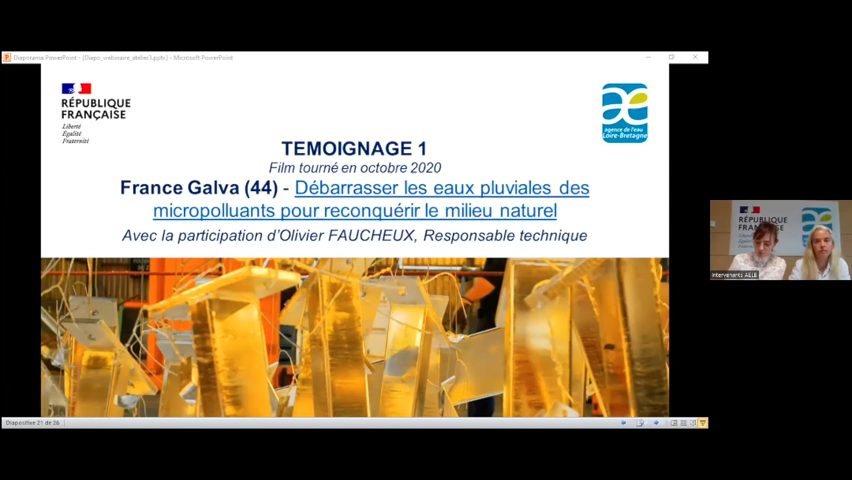 Diaporama PowerPoint - [Diapo_webinaire_atelier3.pptx] - Microsoft PowerPoint
RÉPUBLIQUE
FRANÇAISE
Liberté
Égalité
Fraternité
agence de l'eau
Loire-Bretagne
TEMOIGNAGE 1
Film tourné en octobre 2020
France Galva (44) - Débarrasser les eaux pluviales des
micropolluants pour reconquérir le milieu naturel
Avec la participation d'Olivier FAUCHEUX, Responsable technique
RÉPUBLIQUE
FRANÇAISE
Intervenants AELB
Diapositive 21 de 26